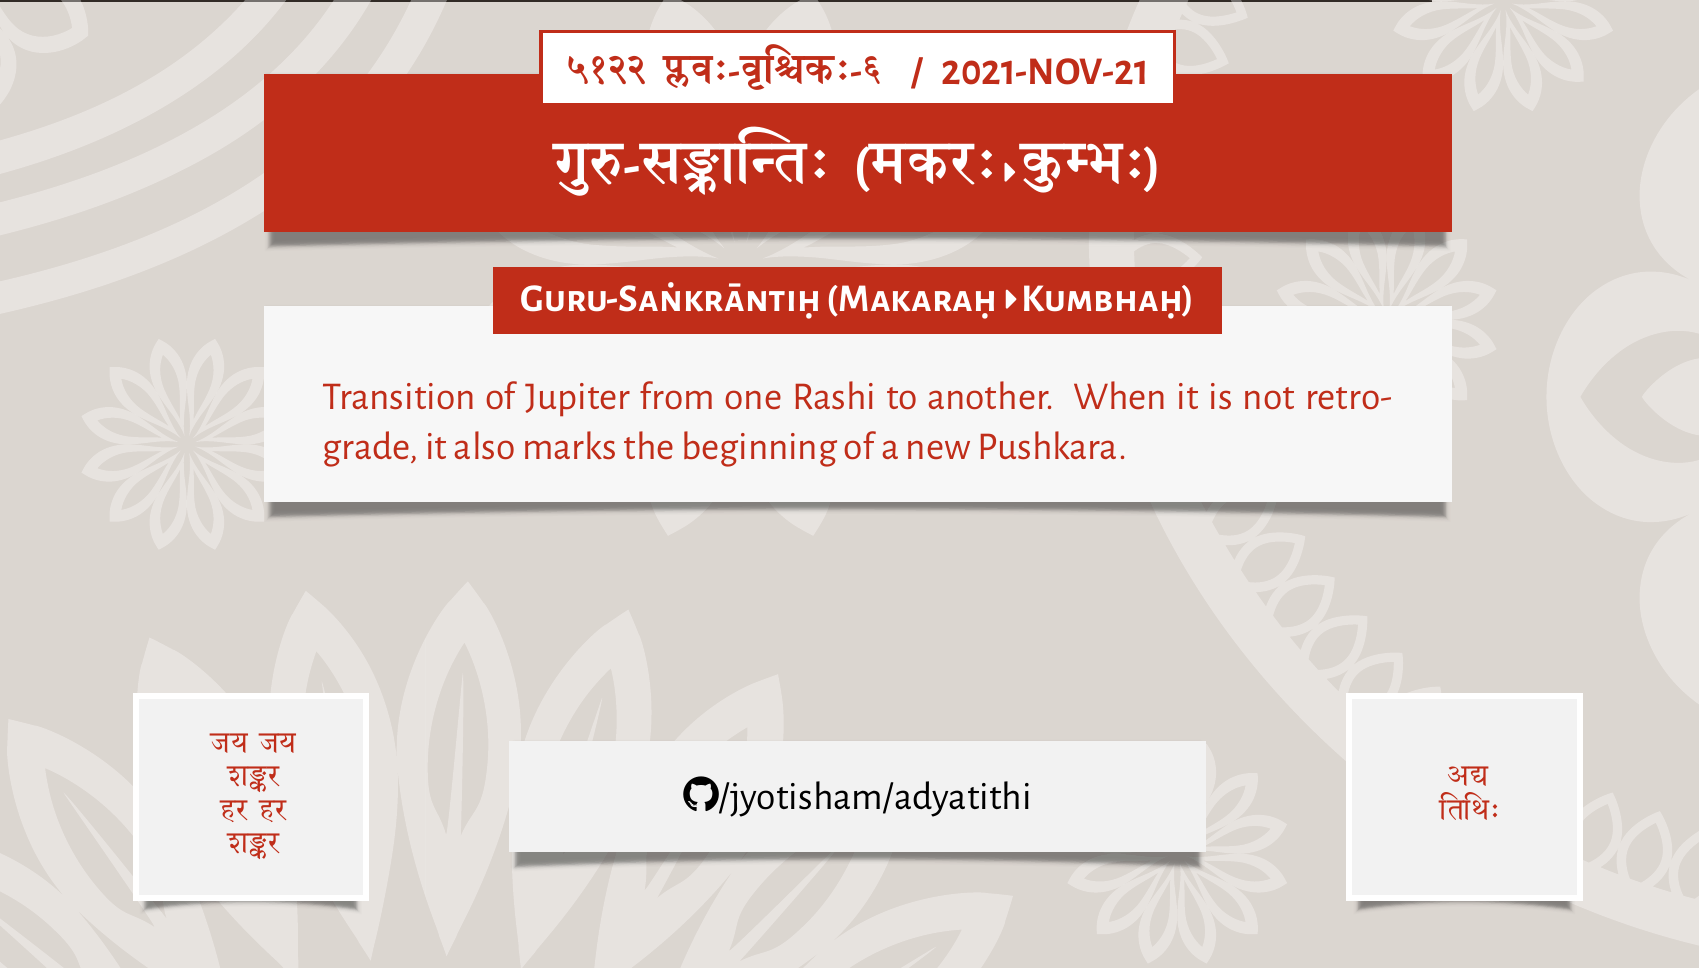 ५१२२ प्लवः-वृश्चिकः-६ / 2021-NOV-21
गुरु-सङ्क्रान्तिः (मकरः▸कुम्भः)
Guru-Saṅkrāntiḥ (Makaraḥ▸Kumbhaḥ)
Transition of Jupiter from one Rashi to another. When it is not retro-
grade, it also marks the beginning of a new Pushkara.
जय जय
शङ्कर
हर हर
शङ्कर
/jyotisham/adyatithi
अद्य
तिथिः